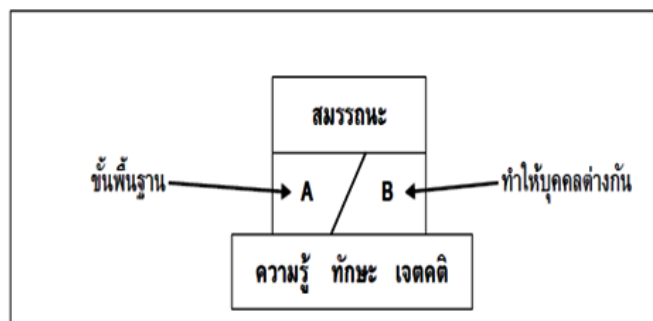 สมรรถนะ
ขั้นพื้นฐาน A B ทำให้บุคคลต่างกัน
ความรู้ ทักษะ เจตคติ